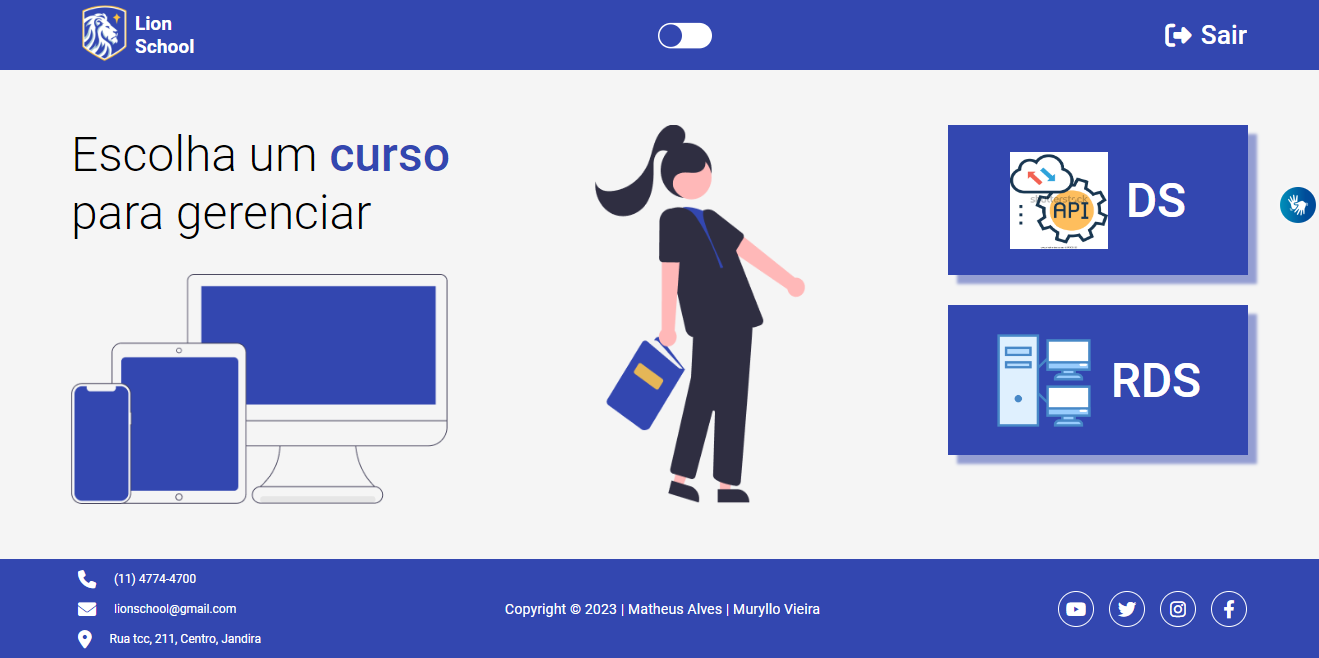 Lion
School
Sair
Escolha um curso
para gerenciar
API
DS
RDS
(11) 4774-4700
lionschool@gmail.com
Rua tcc, 211, Centro, Jandira
Copyright © 2023 | Matheus Alves | Muryllo Vieira